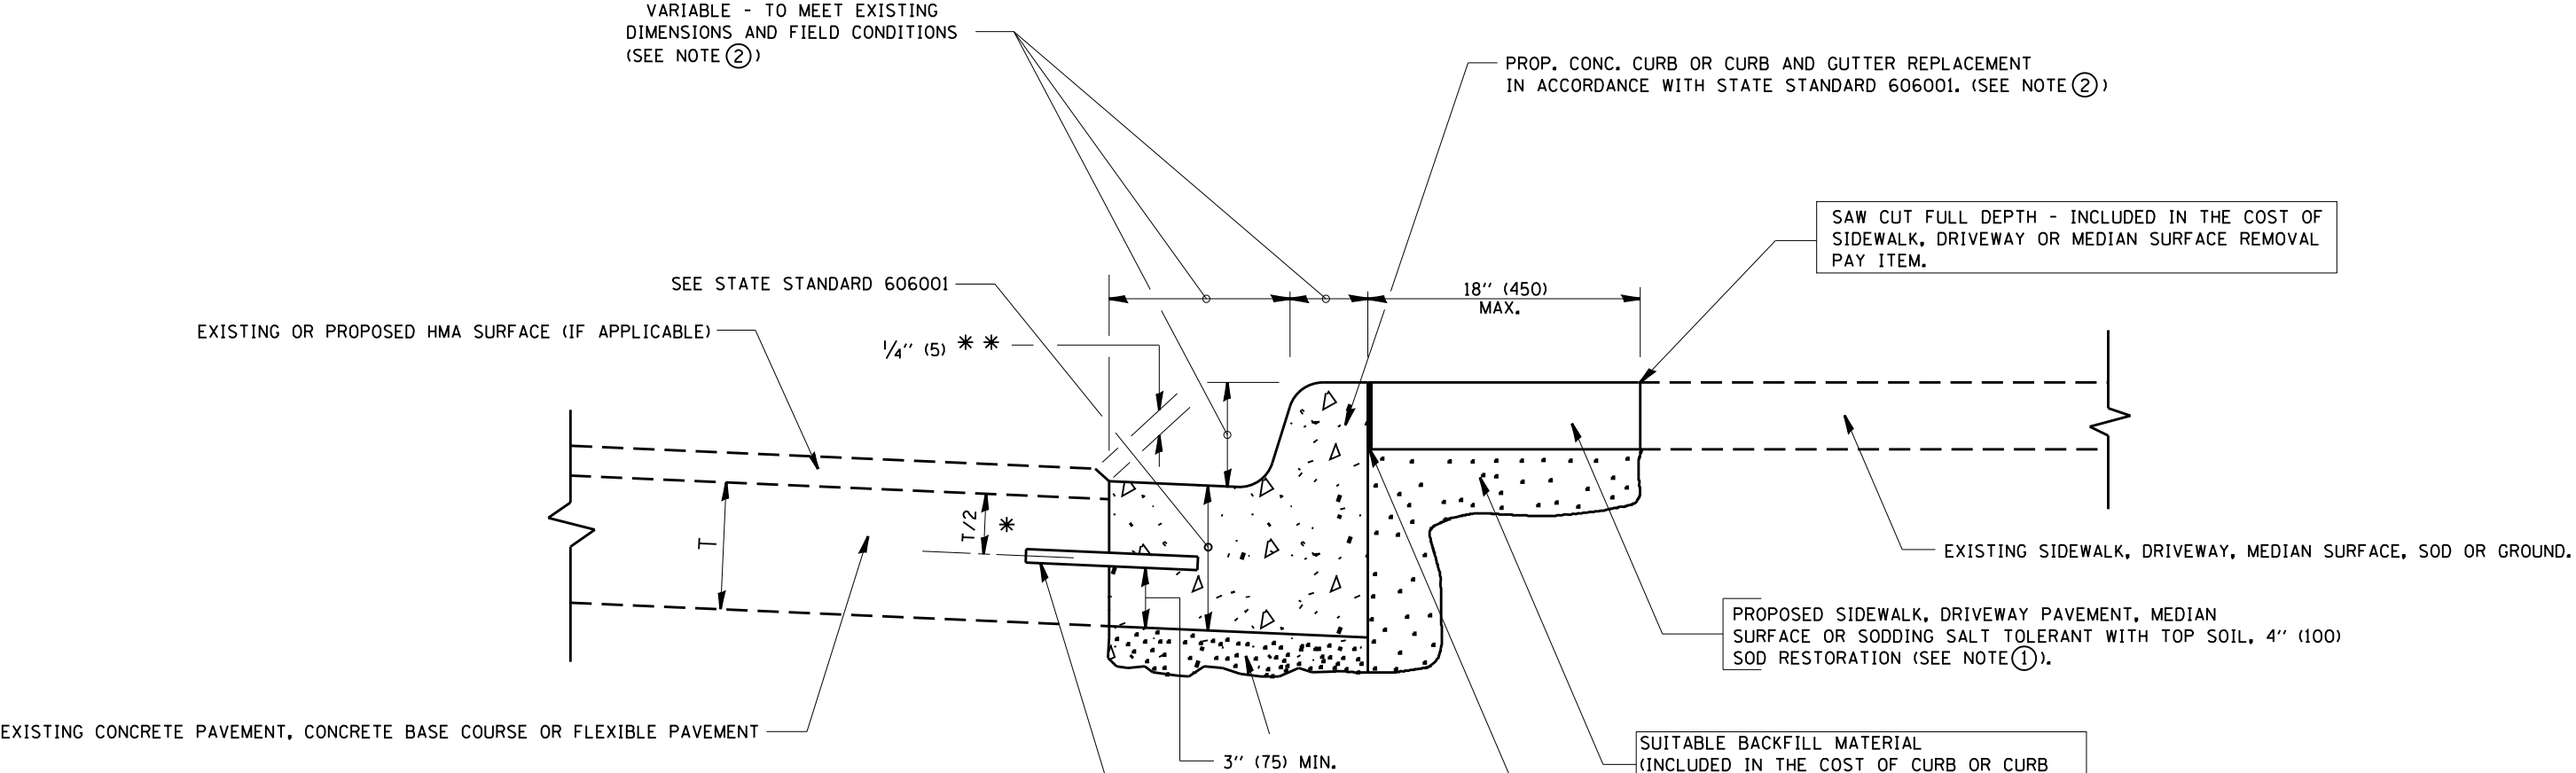 VARIABLE - TO MEET EXISTING
DIMENSIONS AND FIELD CONDITIONS
(SEE NOTE ②)
PROP. CONC. CURB OR CURB AND GUTTER REPLACEMENT
IN ACCORDANCE WITH STATE STANDARD 606001. (SEE NOTE ②)
SAW CUT FULL DEPTH - INCLUDED IN THE COST OF
SIDEWALK, DRIVEWAY OR MEDIAN SURFACE REMOVAL
PAY ITEM.
SEE STATE STANDARD 606001
18'' (450)
MAX.
EXISTING OR PROPOSED HMA SURFACE (IF APPLICABLE)
1/4'' (5) * *
T
T/2 *
EXISTING SIDEWALK, DRIVEWAY, MEDIAN SURFACE, SOD OR GROUND.
PROPOSED SIDEWALK, DRIVEWAY PAVEMENT, MEDIAN
SURFACE OR SODDING SALT TOLERANT WITH TOP SOIL, 4'' (100)
SOD RESTORATION (SEE NOTE ①).
EXISTING CONCRETE PAVEMENT, CONCRETE BASE COURSE OR FLEXIBLE PAVEMENT
3'' (75) MIN.
SUITABLE BACKFILL MATERIAL
(INCLUDED IN THE COST OF CURB OR CURB